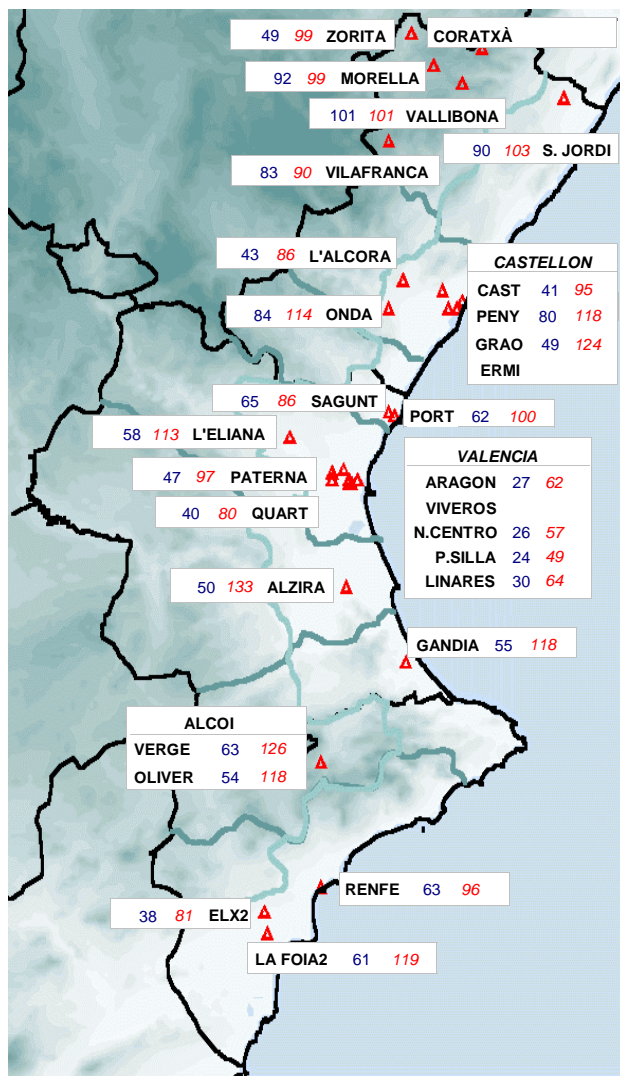 49 99 ZORITA
CORATXÀ
92 99 MORELLA
101 101 VALLIBONA
90 103 S. JORDI
83 90 VILAFRANCA
43 86 L'ALCORA
84 114 ONDA
CASTELLON
CAST 41 95
PENY 80 118
GRAO 49 124
ERMI
65 86 SAGUNT
PORT 62 100
58 113 L'ELIANA
47 97 PATERNA
40 80 QUART
VALENCIA
ARAGON 27 62
VIVEROS
N.CENTRO 26 57
P.SILLA 24 49
LINARES 30 64
50 133 ALZIRA
GANDIA 55 118
ALCOI
VERGE 63 126
OLIVER 54 118
RENFE 63 96
38 81 ELX2
LA FOIA2 61 119